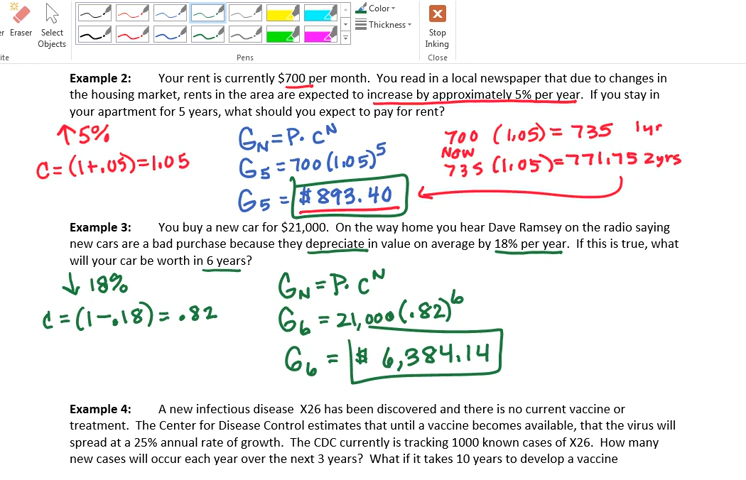 er Eraser Select Objects
ite
Pens
Color
Thickness
Stop Inking
Close
Example 2: Your rent is currently $700 per month. You read in a local newspaper that due to changes in
the housing market, rents in the area are expected to increase by approximately 5% per year. If you stay in
your apartment for 5 years, what should you expect to pay for rent?
↑5%
C=(1+.05)=1.05
G_N=P·C^N
G_5=700(1.05)^5
G_5=$893.40
700 (1.05)=735 1yr
NOW
735 (1.05)=771.75 2yrs
Example 3: You buy a new car for $21,000. On the way home you hear Dave Ramsey on the radio saying
new cars are a bad purchase because they depreciate in value on average by 18% per year. If this is true, what
will your car be worth in 6 years?
↓18%
C=(1-.18)=.82
G_N=P·C^N
G_6=21,000(.82)^6
G_6=$6,384.14
Example 4: A new infectious disease X26 has been discovered and there is no current vaccine or
treatment. The Center for Disease Control estimates that until a vaccine becomes available, that the virus will
spread at a 25% annual rate of growth. The CDC currently is tracking 1000 known cases of X26. How many
new cases will occur each year over the next 3 years? What if it takes 10 years to develop a vaccine